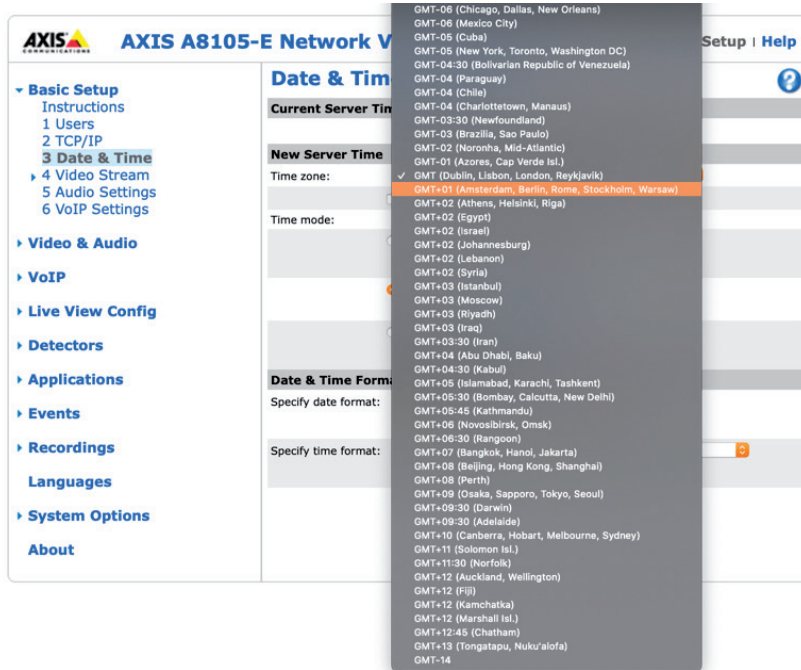 AXIS
COMMUNICATIONS
AXIS A8105-E Network V
Setup | Help
Basic Setup
Instructions
1 Users
2 TCP/IP
3 Date & Time
4 Video Stream
5 Audio Settings
6 VoIP Settings
Video & Audio
VoIP
Live View Config
Detectors
Applications
Events
Recordings
Languages
System Options
About
Date & Tim
Current Server Tim
New Server Time
Time zone:
Time mode:
Date & Time Forma
Specify date format:
Specify time format:
GMT-06 (Chicago, Dallas, New Orleans)
GMT-06 (Mexico City)
GMT-05 (Cuba)
GMT-05 (New York, Toronto, Washington DC)
GMT-04:30 (Bolivarian Republic of Venezuela)
GMT-04 (Paraguay)
GMT-04 (Chile)
GMT-04 (Charlottetown, Manaus)
GMT-03:30 (Newfoundland)
GMT-03 (Brazilia, Sao Paulo)
GMT-02 (Noronha, Mid-Atlantic)
GMT-01 (Azores, Cap Verde Isl.)
✓ GMT (Dublin, Lisbon, London, Reykjavik)
GMT+01 (Amsterdam, Berlin, Rome, Stockholm, Warsaw)
GMT+02 (Athens, Helsinki, Riga)
GMT+02 (Egypt)
GMT+02 (Israel)
GMT+02 (Johannesburg)
GMT+02 (Lebanon)
GMT+02 (Syria)
GMT+03 (Istanbul)
GMT+03 (Moscow)
GMT+03 (Riyadh)
GMT+03 (Iraq)
GMT+03:30 (Iran)
GMT+04 (Abu Dhabi, Baku)
GMT+04:30 (Kabul)
GMT+05 (Islamabad, Karachi, Tashkent)
GMT+05:30 (Bombay, Calcutta, New Delhi)
GMT+05:45 (Kathmandu)
GMT+06 (Novosibirsk, Omsk)
GMT+06:30 (Rangoon)
GMT+07 (Bangkok, Hanoi, Jakarta)
GMT+08 (Beijing, Hong Kong, Shanghai)
GMT+08 (Perth)
GMT+09 (Osaka, Sapporo, Tokyo, Seoul)
GMT+09:30 (Darwin)
GMT+09:30 (Adelaide)
GMT+10 (Canberra, Hobart, Melbourne, Sydney)
GMT+11 (Solomon Isl.)
GMT+11:30 (Norfolk)
GMT+12 (Auckland, Wellington)
GMT+12 (Fiji)
GMT+12 (Kamchatka)
GMT+12 (Marshall Isl.)
GMT+12:45 (Chatham)
GMT+13 (Tongatapu, Nuku'alofa)
GMT-14